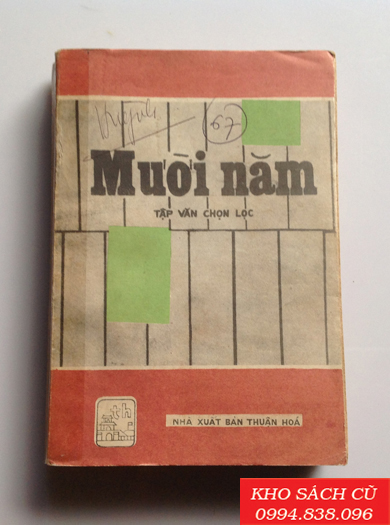 67
Mười năm
TẬP VĂN CHỌN LỌC
NHÀ XUẤT BẢN THUẬN HOÁ
KHO SÁCH CŨ
0994.838.096